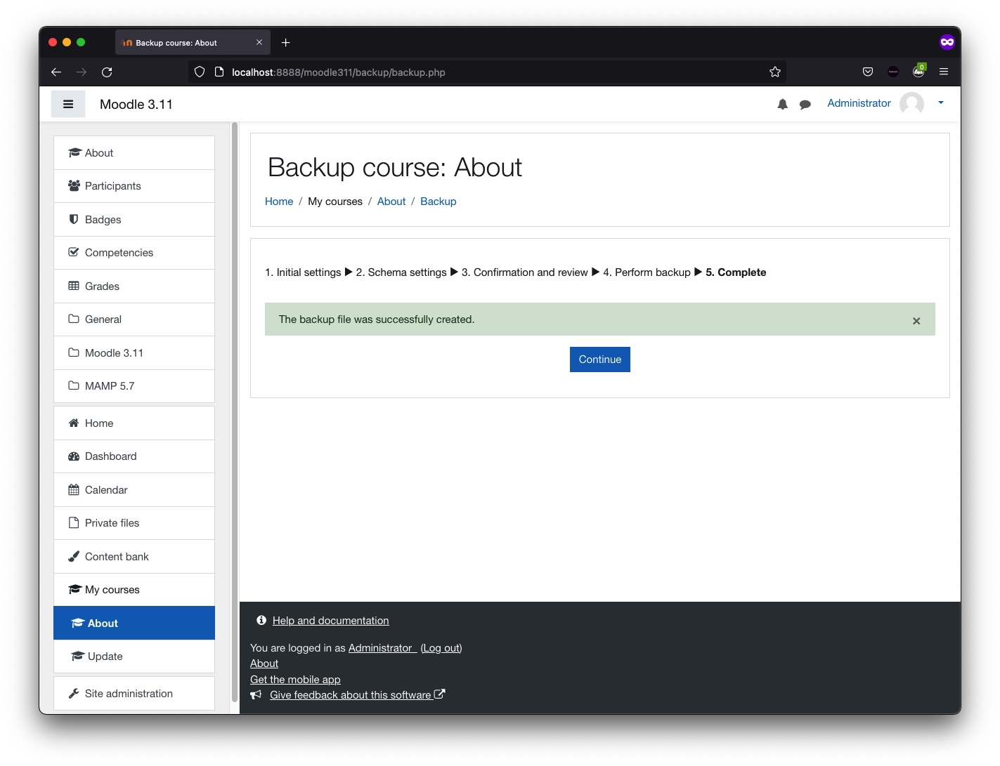 Backup course: About
localhost:8888/moodle311/backup/backup.php
0
Moodle 3.11
Administrator
About
Participants
Badges
Competencies
Grades
General
Moodle 3.11
MAMP 5.7
Home
Dashboard
Calendar
Private files
Content bank
My courses
About
Update
Site administration
Backup course: About
Home / My courses / About / Backup
1. Initial settings ▶ 2. Schema settings ▶ 3. Confirmation and review ▶ 4. Perform backup ▶ 5. Complete
The backup file was successfully created. ×
Continue
Help and documentation
You are logged in as Administrator (Log out)
About
Get the mobile app
Give feedback about this software